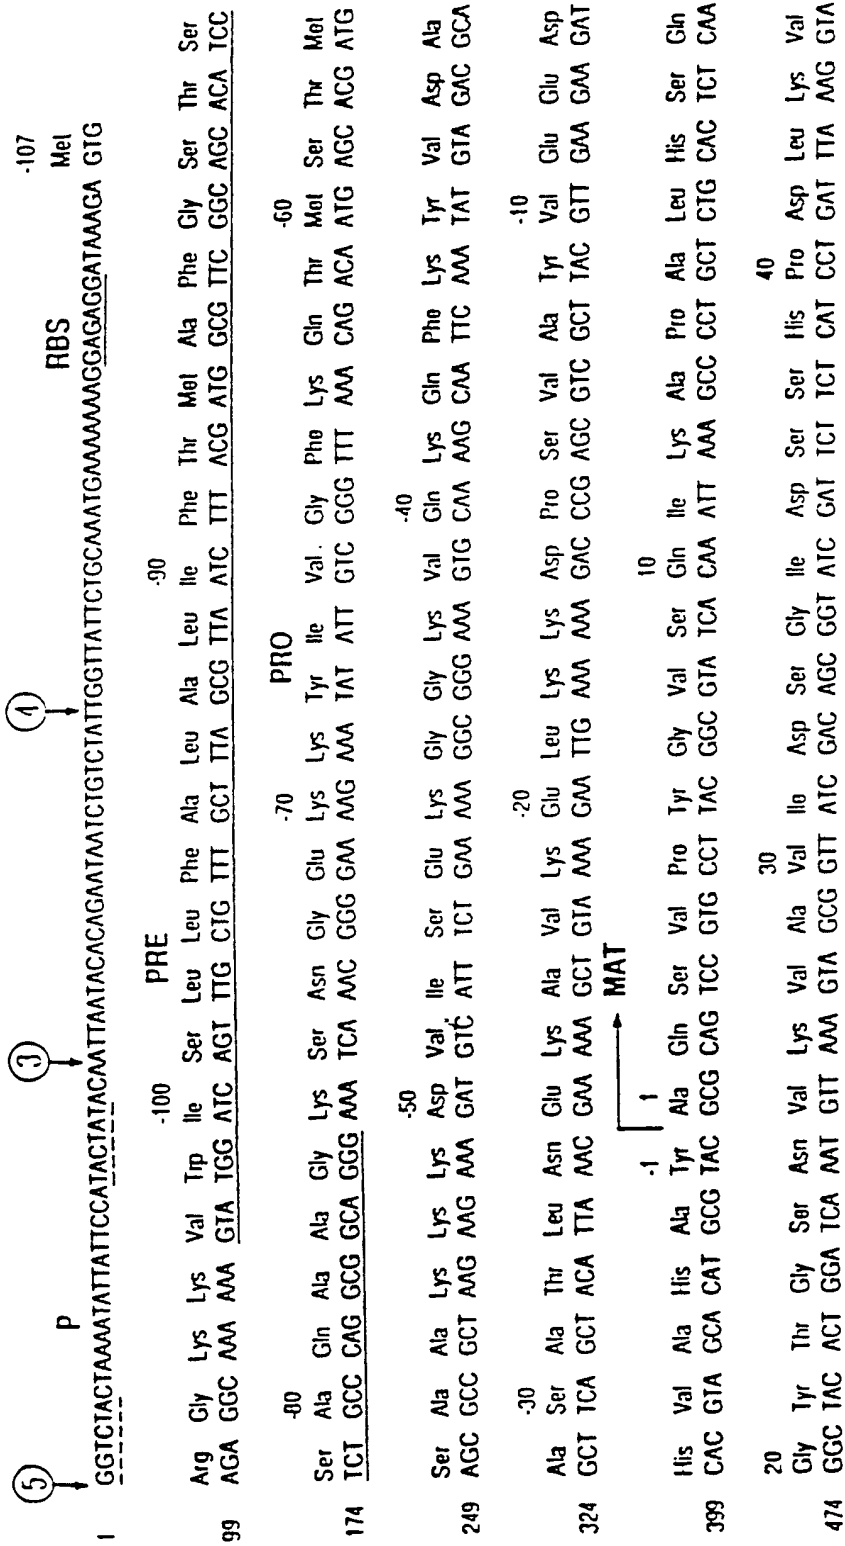 ⑤ P ③ ④ RBS -107
Met
1 GGTCTACTAAAATATTATTCCATACTATACAATTAATACACAGAATAATCTGTCTATTGGTTATTCTGCAAATGAAAAAAAGGAGAGGATAAAGA GTG
-100 PRE -90
Arg Gly Lys Lys Val Trp Ile Ser Leu Leu Phe Ala Leu Ala Leu Ile Phe Thr Met Ala Phe Gly Ser Thr Ser
99 AGA GGC AAA AAA GTA TGG ATC AGT TTG CTG TTT GCT TTA GCG TTA ATC TTT ACG ATG GCG TTC GGC AGC ACA TCC
-80 -70 PRO -60
Ser Ala Gln Ala Ala Gly Lys Ser Asn Gly Glu Lys Lys Tyr Ile Val. Gly Phe Lys Gln Thr Met Ser Thr Met
174 TCT GCC CAG GCG GCA GGG AAA TCA AAC GGG GAA AAG AAA TAT ATT GTC GGG TTT AAA CAG ACA ATG AGC ACG ATG
-50 -40
Ser Ala Ala Lys Lys Lys Asp Val Ile Ser Glu Lys Gly Gly Lys Val Gln Lys Gln Phe Lys Tyr Val Asp Ala
249 AGC GCC GCT AAG AAG AAA GAT GTC ATT TCT GAA AAA GGC GGG AAA GTG CAA AAG CAA TTC AAA TAT GTA GAC GCA
-30 -20 -10
Ala Ser Ala Thr Leu Asn Glu Lys Ala Val Lys Glu Leu Lys Lys Asp Pro Ser Val Ala Tyr Val Glu Glu Asp
324 GCT TCA GCT ACA TTA AAC GAA AAA GCT GTA AAA GAA TTG AAA AAA GAC CCG AGC GTC GCT TAC GTT GAA GAA GAT
MAT
-1 1 10
His Val Ala His Ala Tyr Ala Gln Ser Val Pro Tyr Gly Val Ser Gln Ile Lys Ala Pro Ala Leu His Ser Gln
399 CAC GTA GCA CAT GCG TAC GCG CAG TCC GTG CCT TAC GGC GTA TCA CAA ATT AAA GCC CCT GCT CTG CAC TCT CAA
20 30 40
Gly Tyr Thr Gly Ser Asn Val Lys Val Ala Val Ile Asp Ser Gly Ile Asp Ser Ser His Pro Asp Leu Lys Val
474 GGC TAC ACT GGA TCA AAT GTT AAA GTA GCG GTT ATC GAC AGC GGT ATC GAT TCT TCT CAT CCT GAT TTA AAG GTA